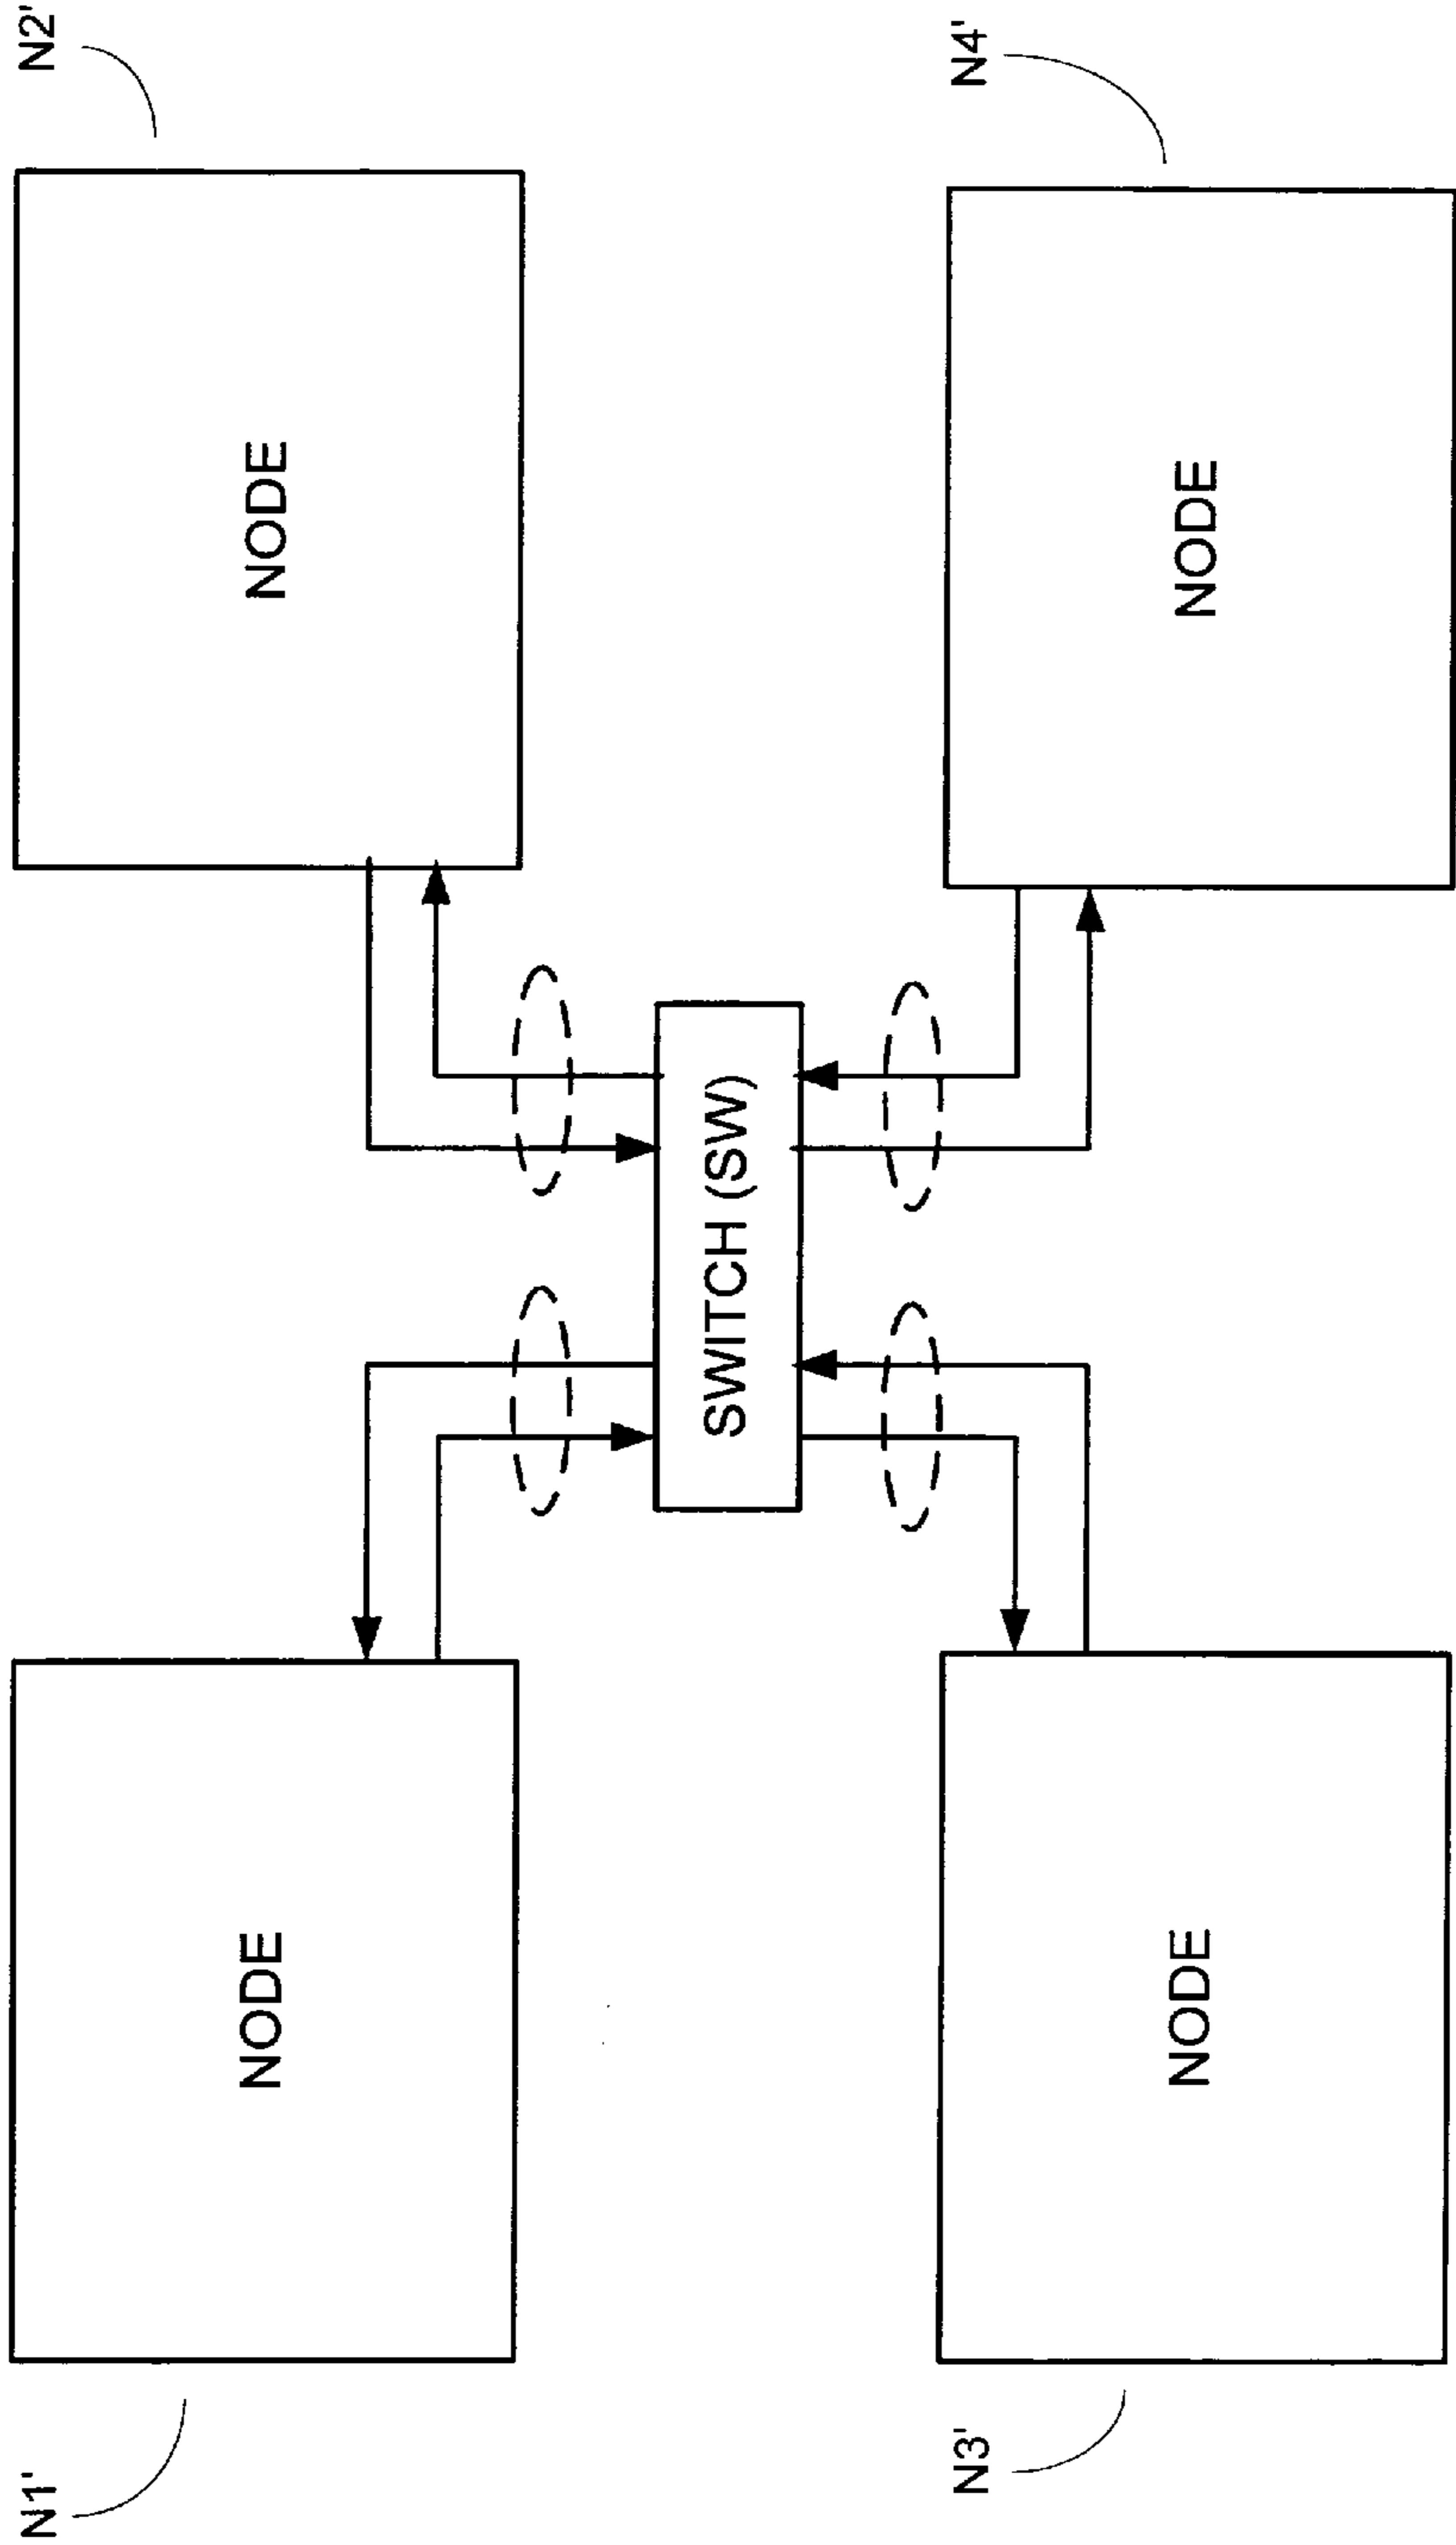 N1'
N2'
NODE
NODE
SWITCH (SW)
N3'
N4'
NODE
NODE